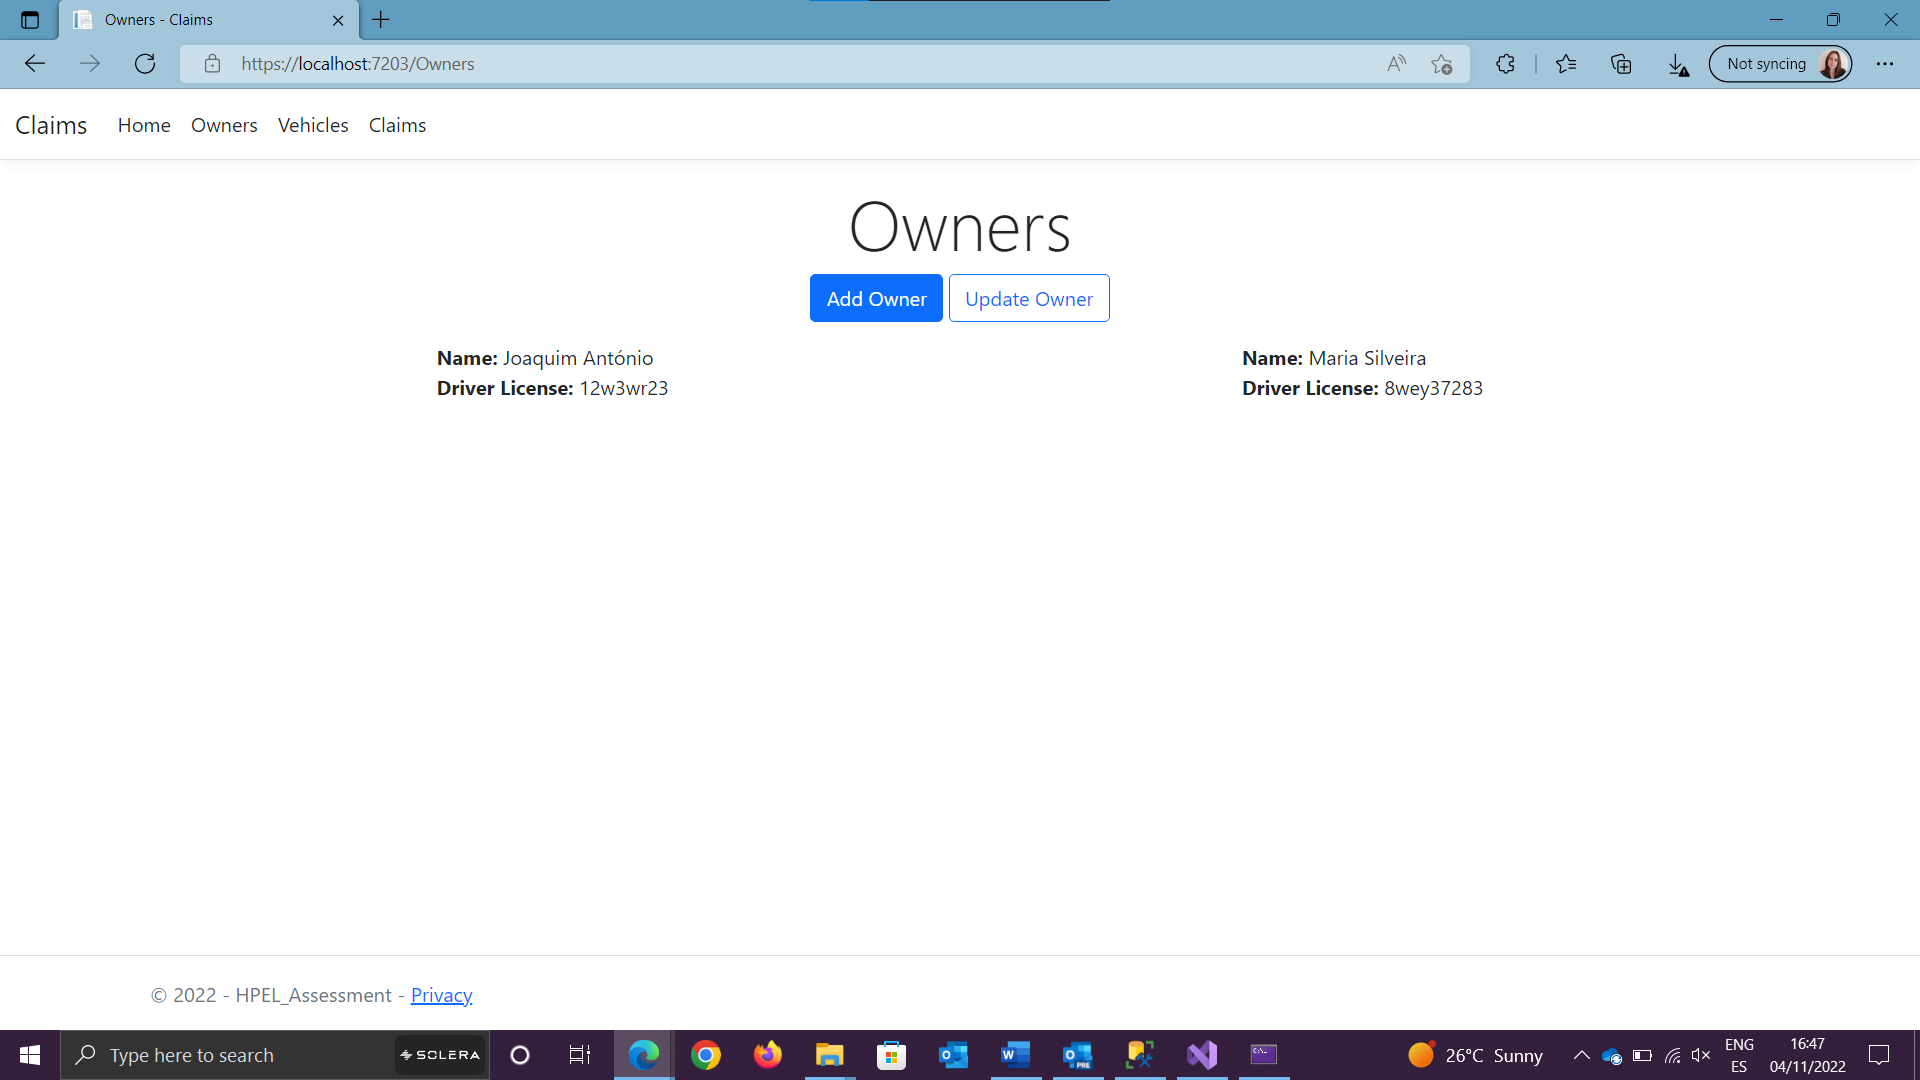 Owners - Claims
https://localhost:7203/Owners
Not syncing
Claims Home Owners Vehicles Claims
Owners
Add Owner Update Owner
Name: Joaquim António
Driver License: 12w3wr23
Name: Maria Silveira
Driver License: 8wey37283
© 2022 - HPEL_Assessment - Privacy
Type here to search
SOLERA
26°C Sunny
ENG
ES
16:47
04/11/2022